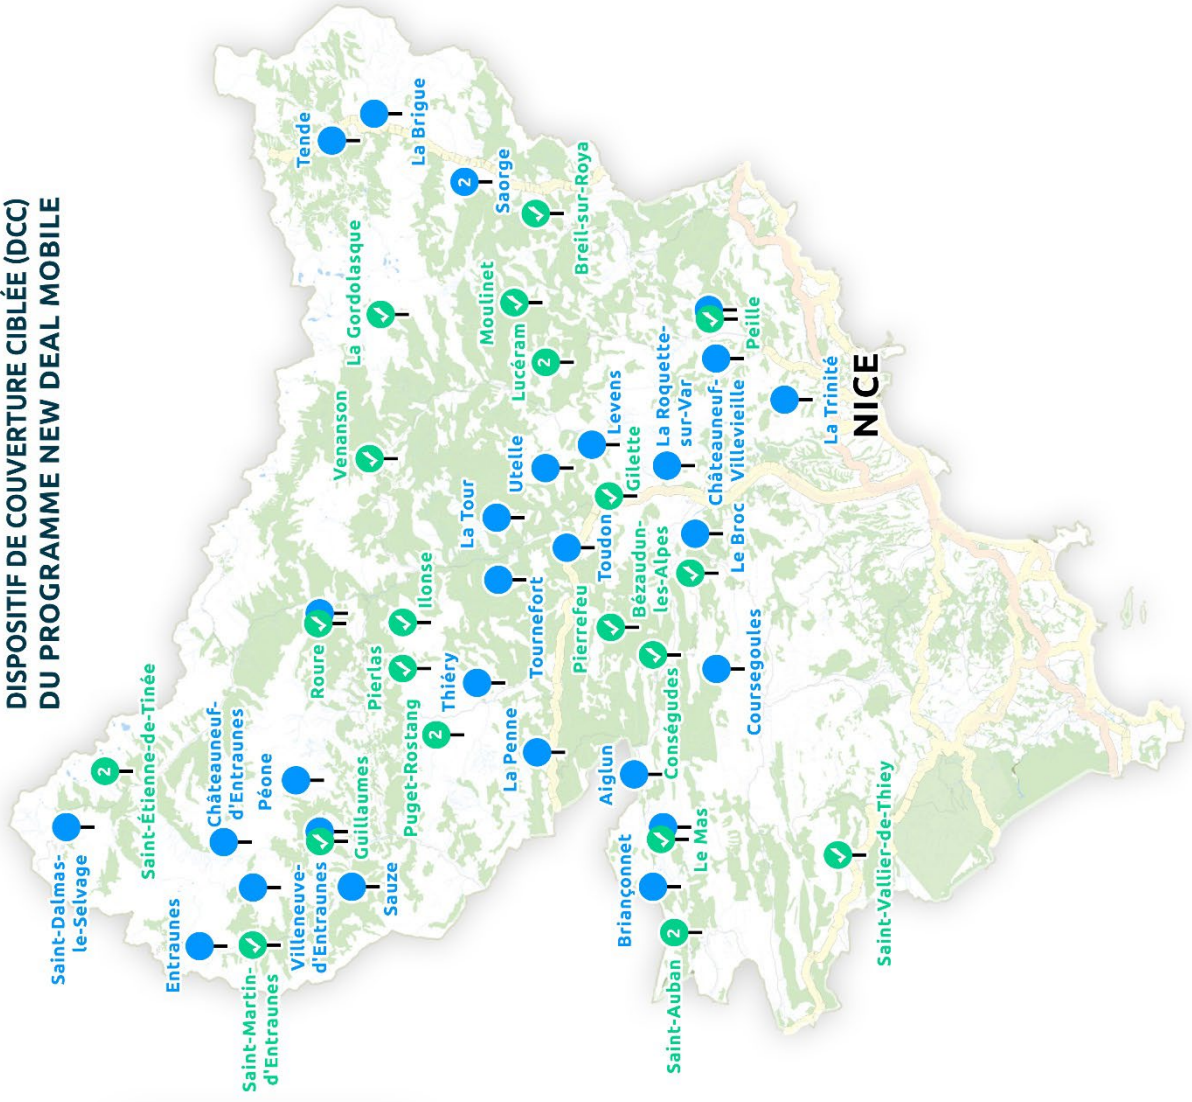 DISPOSITIF DE COUVERTURE CIBLÉE (DCC)
DU PROGRAMME NEW DEAL MOBILE
Saint-Dalmas-
le-Selvage
2
Saint-Étienne-de-Tinée
Entraunes
Châteauneuf-
d'Entraunes
Péone
Saint-Martin-
d'Entraunes
Villeneuve-
d'Entraunes
Guillaumes
Sauze
Roure
Pierlas
Ilonse
2
Puget-Rostang
Thiéry
La Penne
Venanson
La Gordolasque
Tende
La Brigue
2
Saorge
Breil-sur-Roya
Moulinet
2
Lucéram
La Tour
Utelle
Levens
Tournefort
Toudon
Gilette
La Roquette-
sur-Var
Châteauneuf-
Villevieille
Peille
La Trinité
NICE
Pierrefeu
Bézaudun-
les-Alpes
Le Broc
Conségudes
Coursegoules
Aiglun
Briançonnet
Le Mas
2
Saint-Auban
Saint-Vallier-de-Thiey